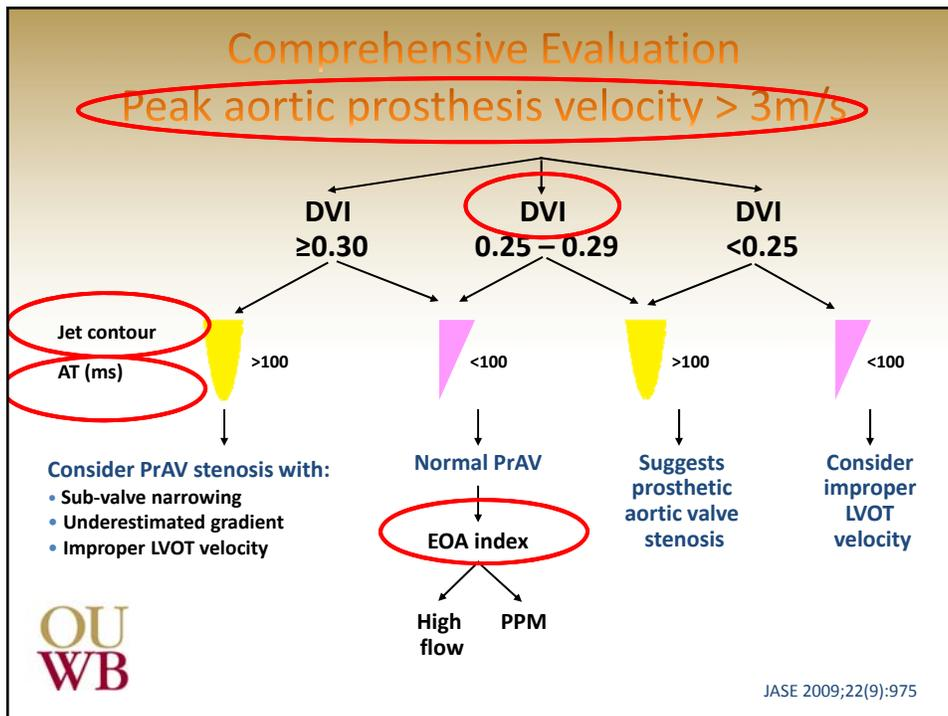 Comprehensive Evaluation
Peak aortic prosthesis velocity > 3m/s
DVI
≥0.30
DVI
0.25 – 0.29
DVI
<0.25
Jet contour
AT (ms)
>100
<100
>100
<100
Consider PrAV stenosis with:
• Sub-valve narrowing
• Underestimated gradient
• Improper LVOT velocity
Normal PrAV
EOA index
High
flow
PPM
Suggests
prosthetic
aortic valve
stenosis
Consider
improper
LVOT
velocity
OU
WB
JASE 2009;22(9):975